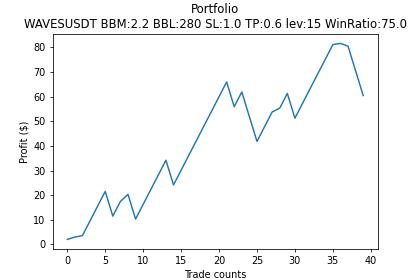 Portfolio
WAVESUSDT BBM:2.2 BBL:280 SL:1.0 TP:0.6 lev:15 WinRatio:75.0
80
70
60
50
40
30
20
10
0
Profit ($)
0 5 10 15 20 25 30 35 40
Trade counts